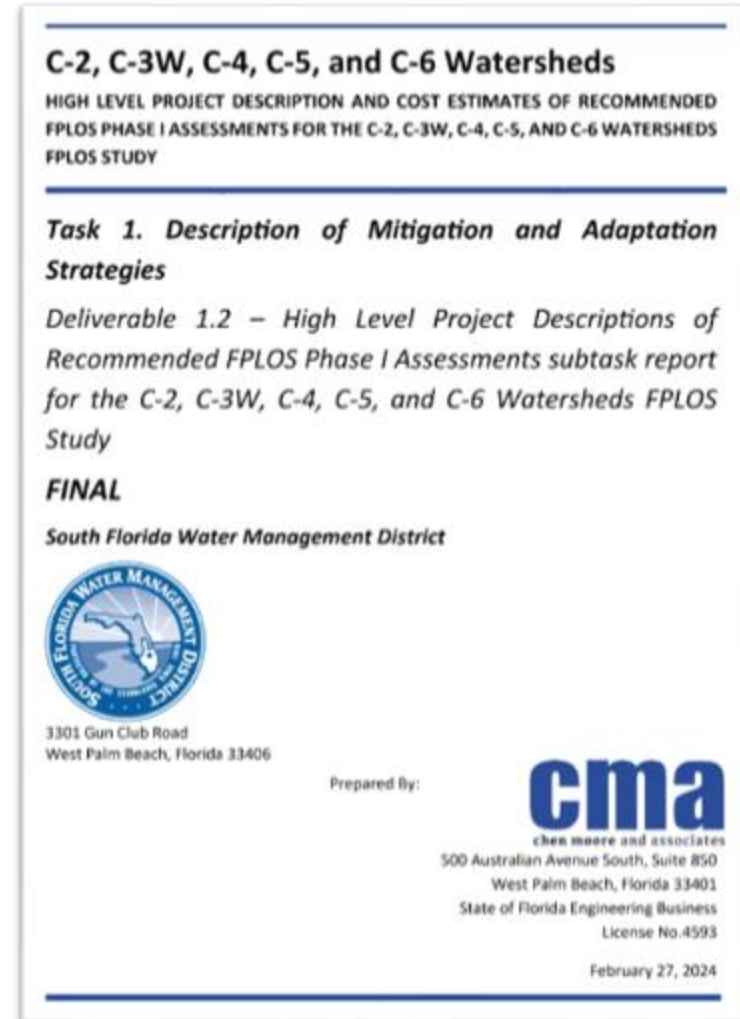 C-2, C-3W, C-4, C-5, and C-6 Watersheds
HIGH LEVEL PROJECT DESCRIPTION AND COST ESTIMATES OF RECOMMENDED
FPLOS PHASE I ASSESSMENTS FOR THE C-2, C-3W, C-4, C-5, AND C-6 WATERSHEDS
FPLOS STUDY
Task 1. Description of Mitigation and Adaptation
Strategies
Deliverable 1.2 – High Level Project Descriptions of
Recommended FPLOS Phase I Assessments subtask report
for the C-2, C-3W, C-4, C-5, and C-6 Watersheds FPLOS
Study
FINAL
South Florida Water Management District
SOUTH FLORIDA WATER MANAGEMENT DISTRICT
3301 Gun Club Road
West Palm Beach, Florida 33406
Prepared By:
cma
chen moore and associates
500 Australian Avenue South, Suite 850
West Palm Beach, Florida 33401
State of Florida Engineering Business
License No.4593
February 27, 2024